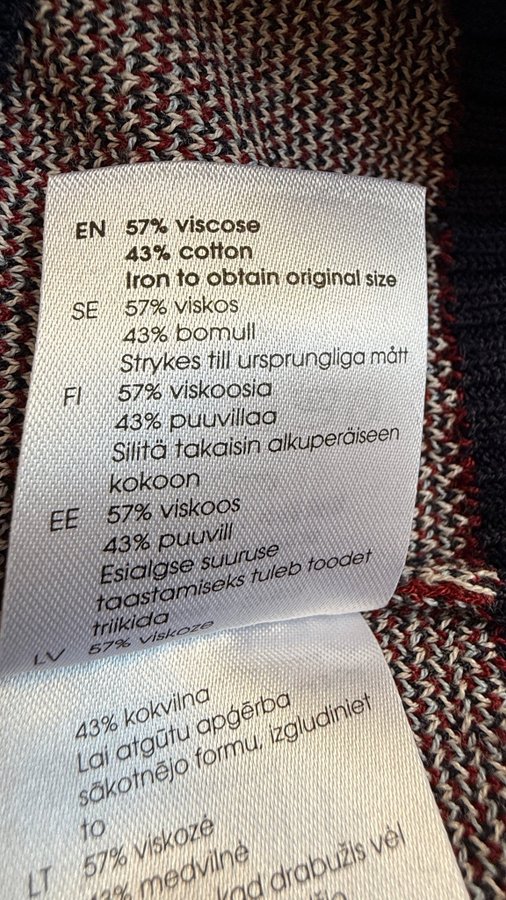 EN 57% viscose
43% cotton
Iron to obtain original size
SE 57% viskos
43% bomull
Strykes till ursprungliga mått
FI 57% viskoosia
43% puuvillaa
Silitä takaisin alkuperäiseen
kokoon
EE 57% viskoos
43% puuvill
Esialgse suuruse
taastamiseks tuleb toodet
triikida
LV 57% viskoze
43% kokvilna
Lai atgūtu apģērba
sākotnējo formu, izgludiniet
to
LT 57% viskozė
43% medvilnė
kad drabužis vėl